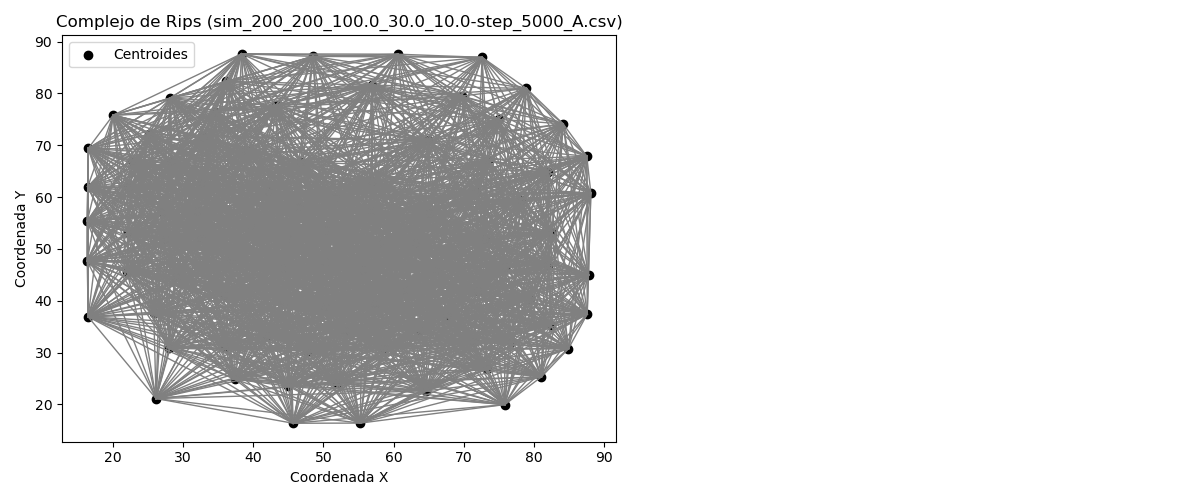 Complejo de Rips (sim_200_200_100.0_30.0_10.0-step_5000_A.csv)
Centroides
90
80
70
60
50
40
30
20
Coordenada Y
20 30 40 50 60 70 80 90
Coordenada X